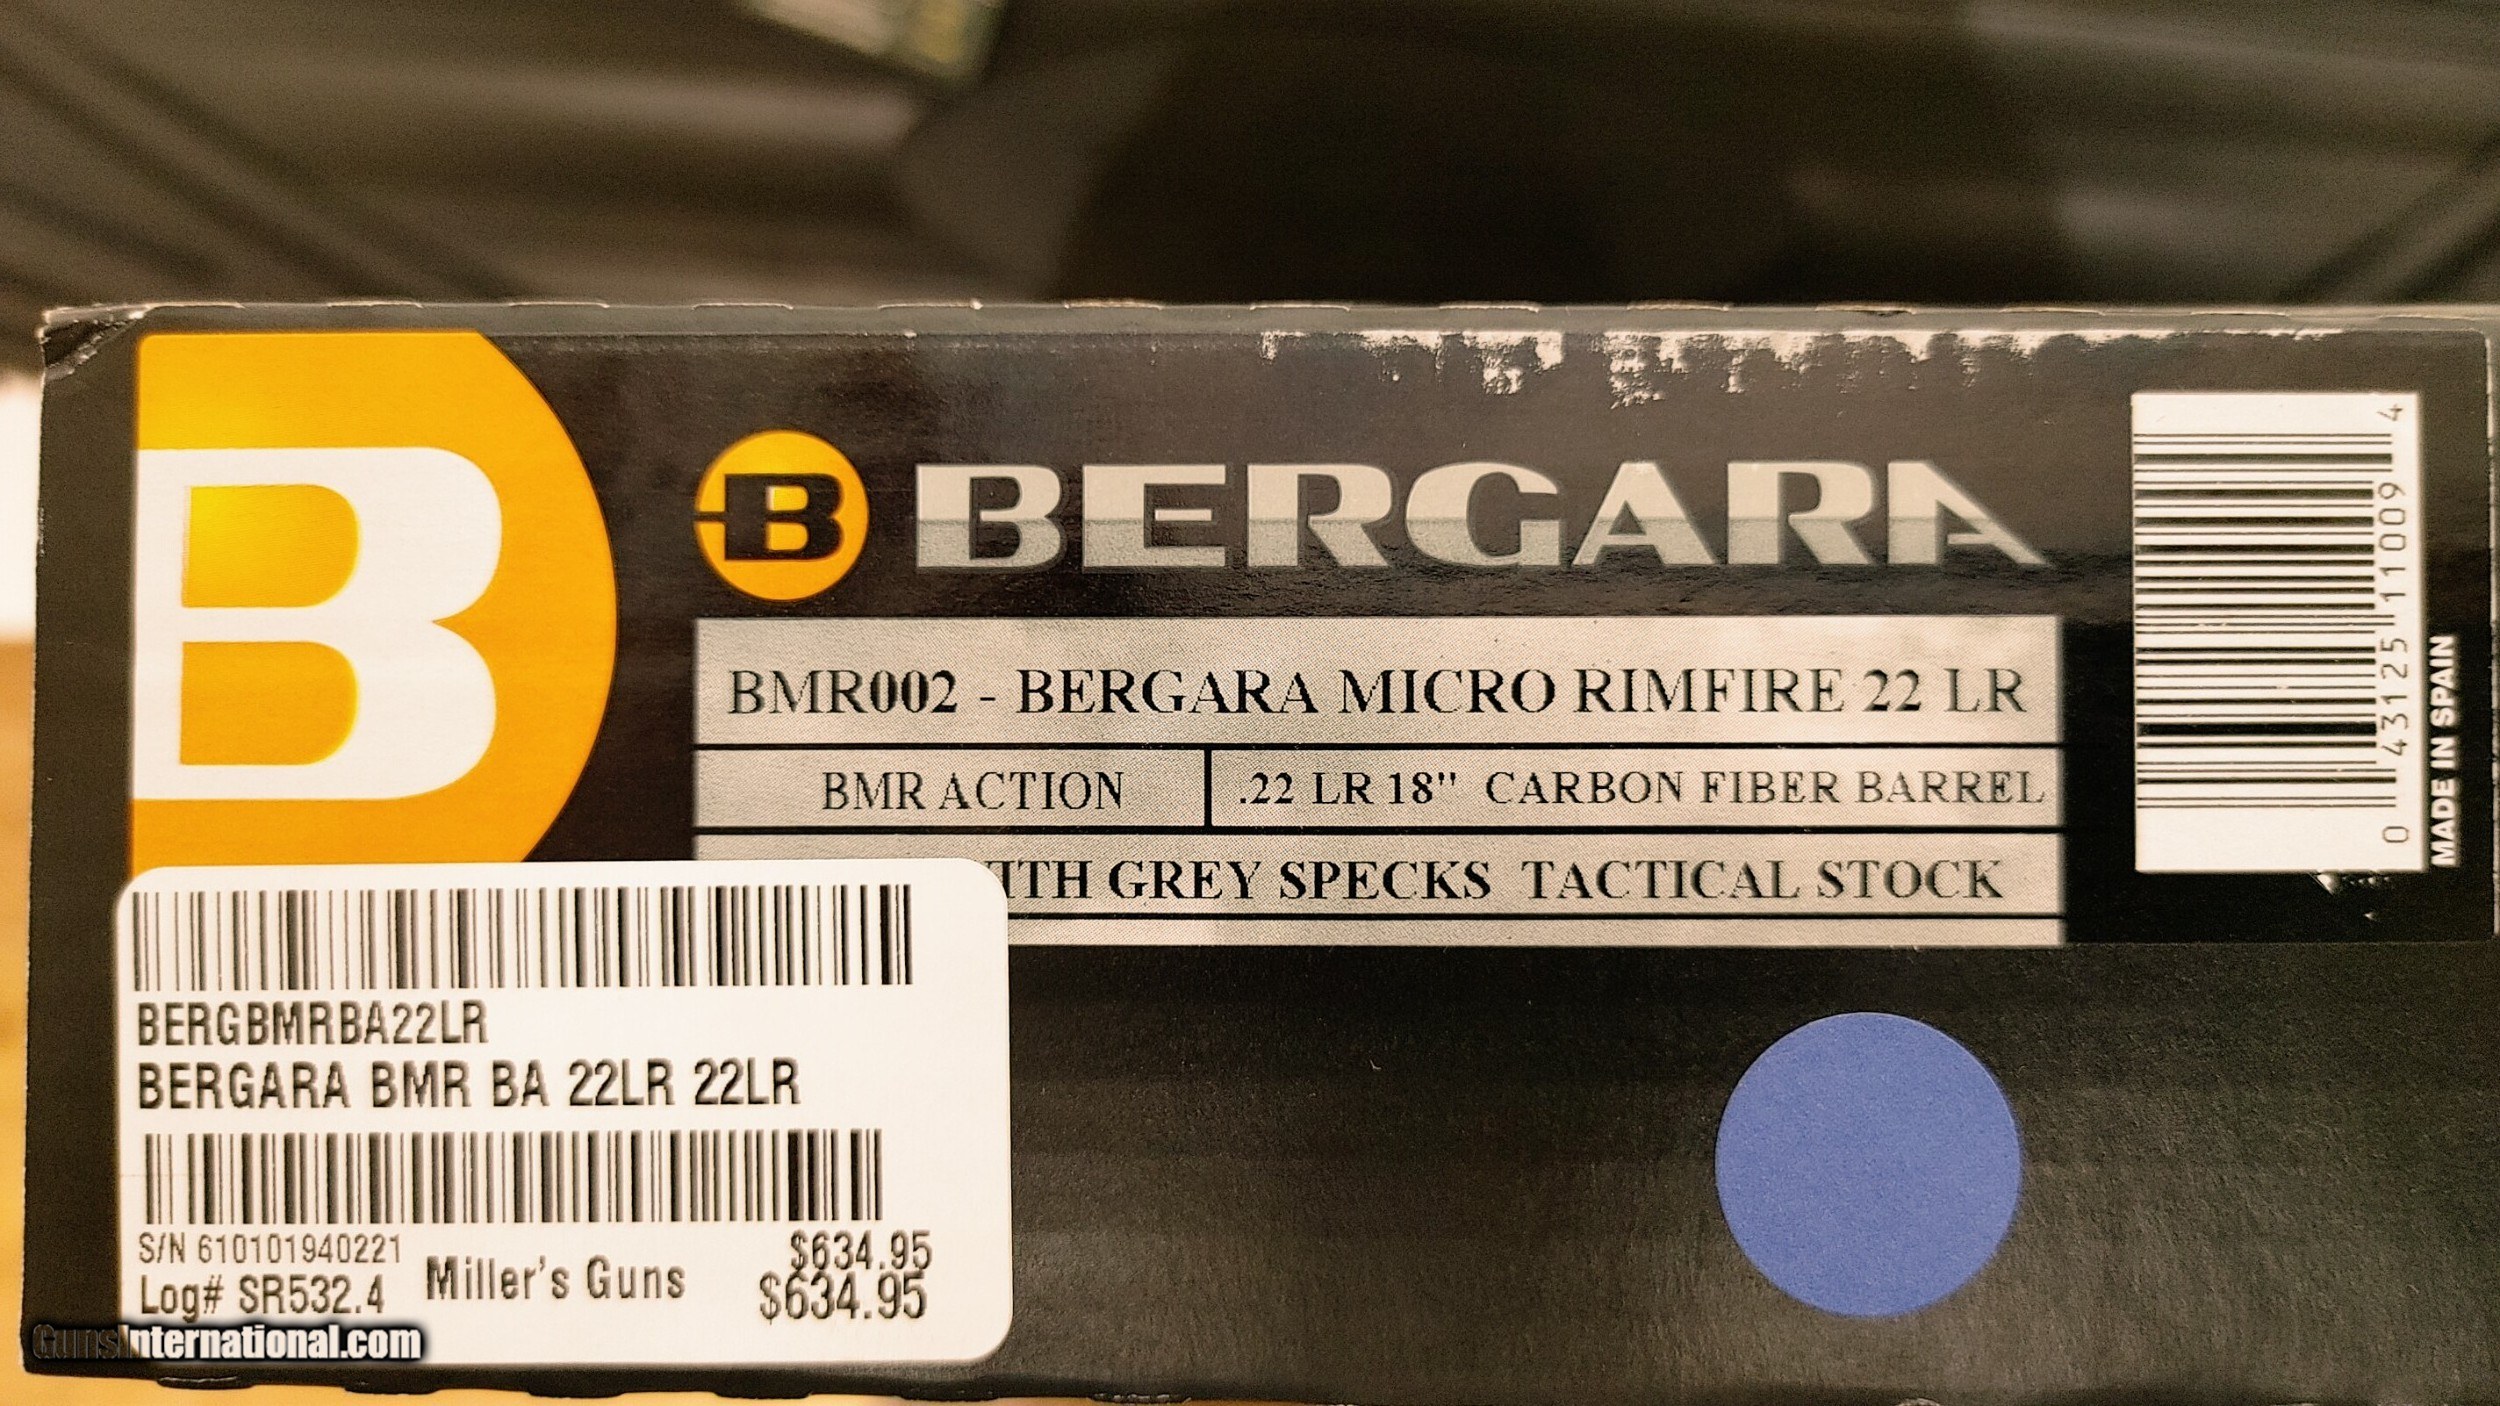 B
B BERGARA
BMR002 - BERGARA MICRO RIMFIRE 22 LR
BMR ACTION
.22 LR 18" CARBON FIBER BARREL
GREY SPECKS TACTICAL STOCK
0 43125 11009 4
MADE IN SPAIN
BERGBMRBA22LR
BERGARA BMR BA 22LR 22LR
S/N 610101940221
Log# SR532.4
Miller's Guns
$634.95
$634.95
GunsInternational.com